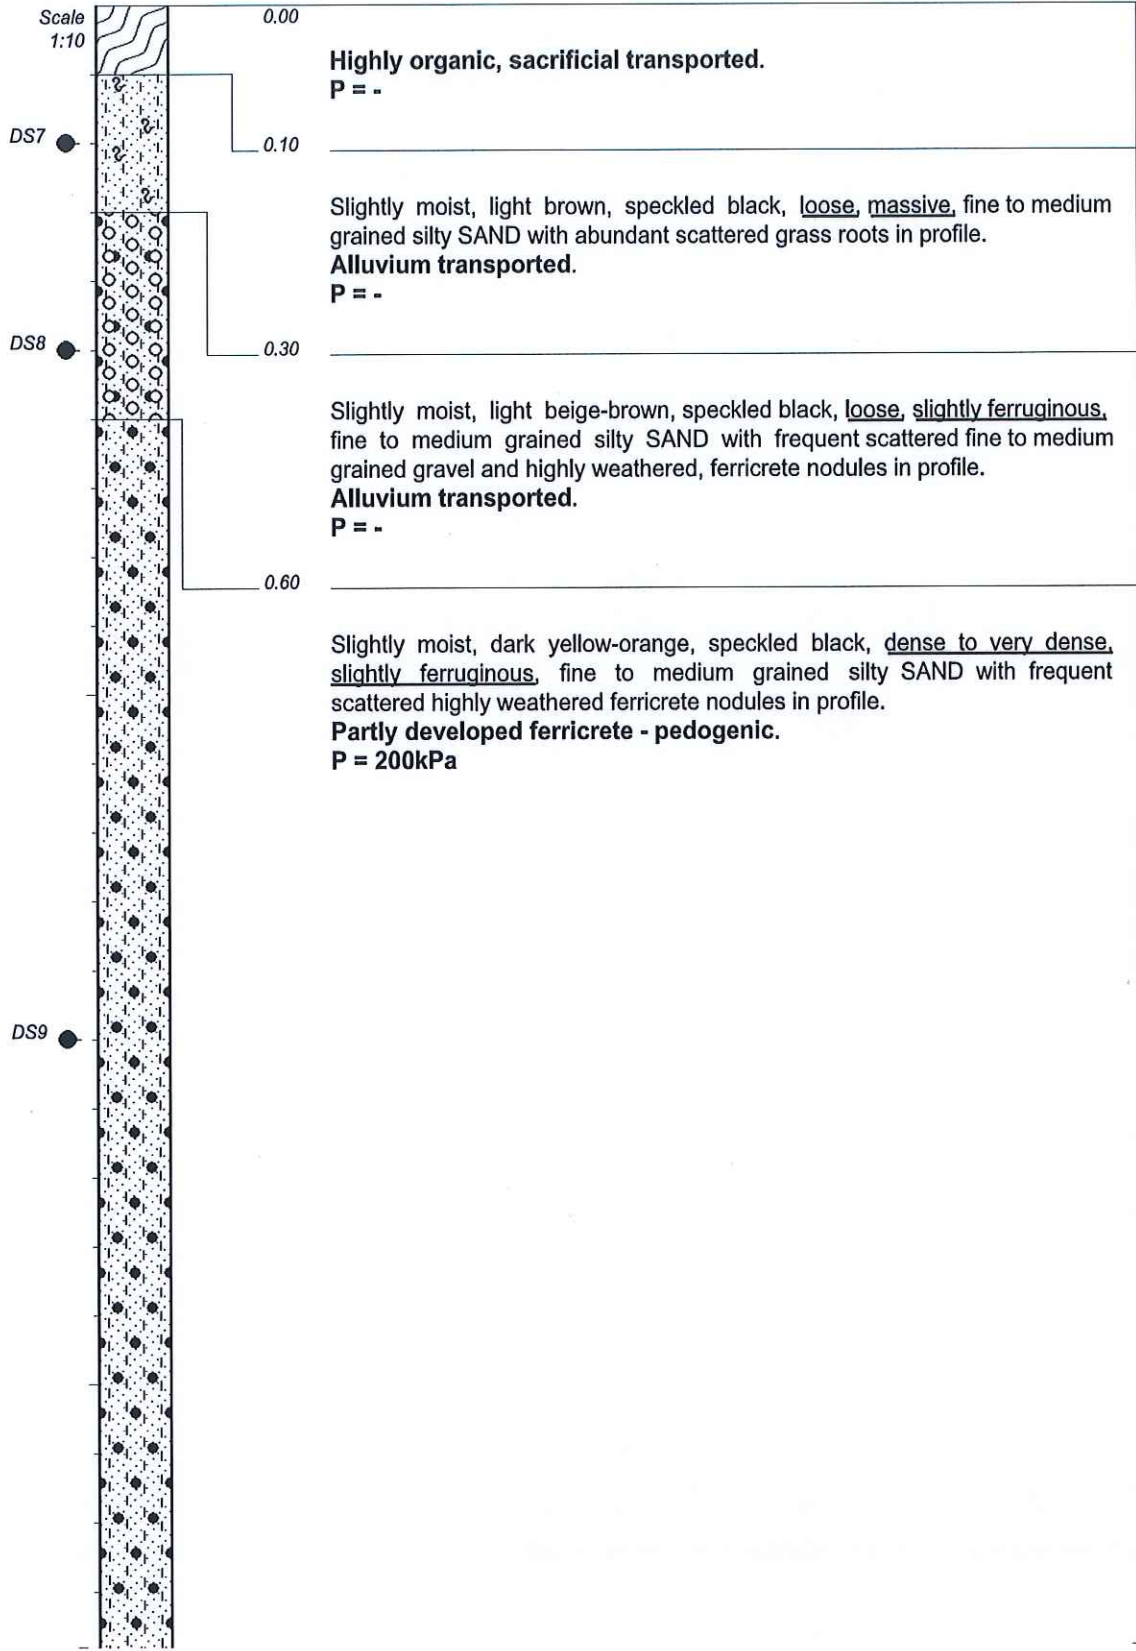 Scale
1:10
0.00
Highly organic, sacrificial transported.
P = -
DS7
0.10
Slightly moist, light brown, speckled black, loose, massive, fine to medium
grained silty SAND with abundant scattered grass roots in profile.
Alluvium transported.
P = -
DS8
0.30
Slightly moist, light beige-brown, speckled black, loose, slightly ferruginous,
fine to medium grained silty SAND with frequent scattered fine to medium
grained gravel and highly weathered, ferricrete nodules in profile.
Alluvium transported.
P = -
0.60
Slightly moist, dark yellow-orange, speckled black, dense to very dense,
slightly ferruginous, fine to medium grained silty SAND with frequent
scattered highly weathered ferricrete nodules in profile.
Partly developed ferricrete - pedogenic.
P = 200kPa
DS9